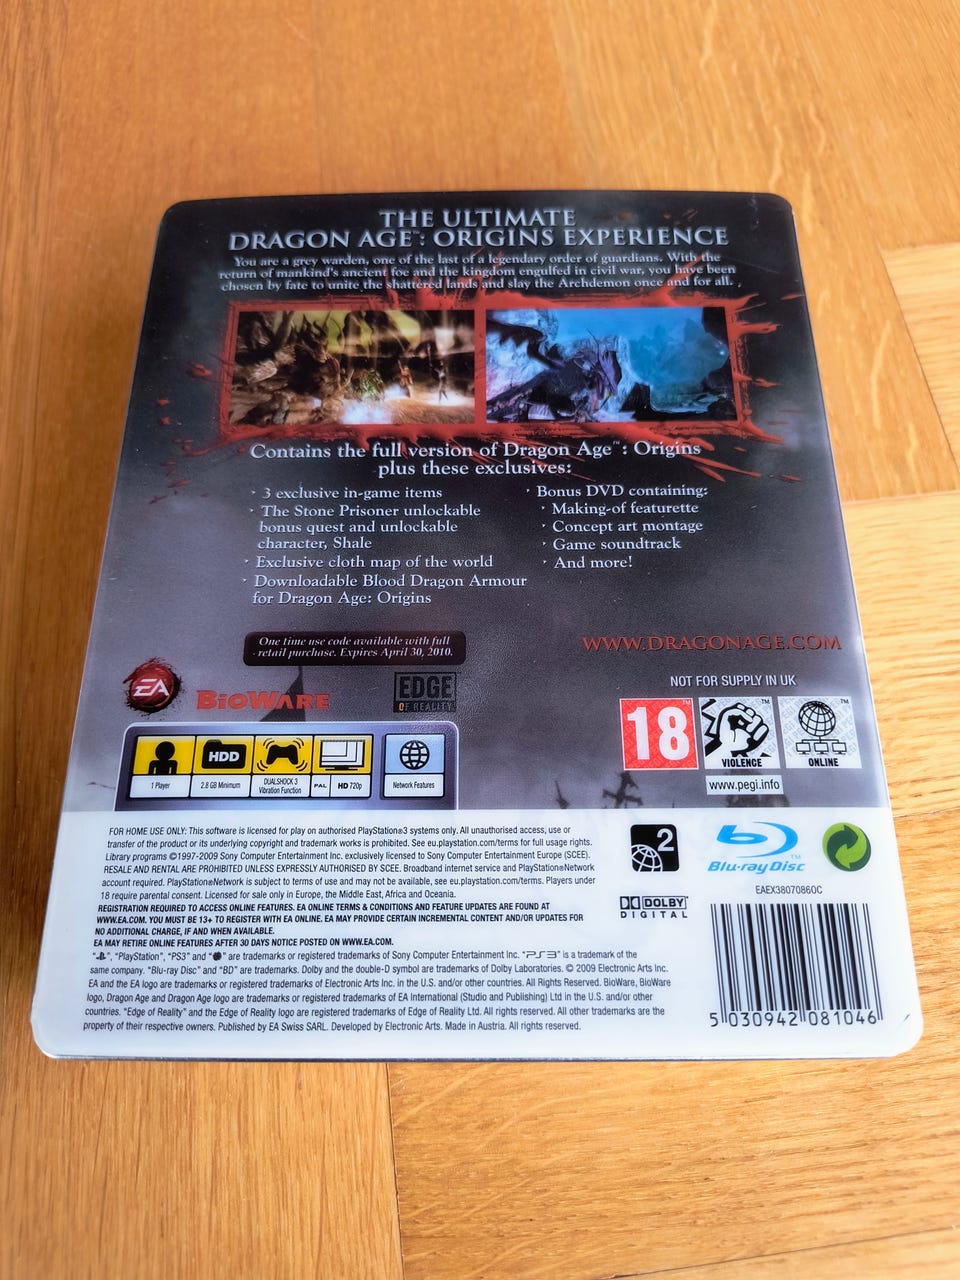 THE ULTIMATE
DRAGON AGE™: ORIGINS EXPERIENCE
You are a grey warden, one of the last of a legendary order of guardians. With the
return of mankind's ancient foe and the kingdom engulfed in civil war, you have been
chosen by fate to unite the shattered lands and slay the Archdemon once and for all.
Contains the full version of Dragon Age™: Origins
plus these exclusives:
• 3 exclusive in-game items
• The Stone Prisoner unlockable
bonus quest and unlockable
character, Shale
• Exclusive cloth map of the world
• Downloadable Blood Dragon Armour
for Dragon Age: Origins
• Bonus DVD containing:
• Making-of featurette
• Concept art montage
• Game soundtrack
• And more!
One time use code available with full
retail purchase. Expires April 30, 2010.
WWW.DRAGONAGE.COM
NOT FOR SUPPLY IN UK
EA
BIOWARE
EDGE
OF REALITY
18
VIOLENCE
ONLINE
www.pegi.info
HDD
1 Player
2.8 GB Minimum
DUALSHOCK 3
Vibration Function
PAL
HD 720p
Network Features
FOR HOME USE ONLY: This software is licensed for play on authorised PlayStation®3 systems only. All unauthorised access, use or
transfer of the product or its underlying copyright and trademark works is prohibited. See eu.playstation.com/terms for full usage rights.
Library programs ©1997-2009 Sony Computer Entertainment Inc. exclusively licensed to Sony Computer Entertainment Europe (SCEE).
RESALE AND RENTAL ARE PROHIBITED UNLESS EXPRESSLY AUTHORISED BY SCEE. Broadband internet service and PlayStation®Network
account required. PlayStation®Network is subject to terms of use and may not be available, see eu.playstation.com/terms. Players under
18 require parental consent. Licensed for sale only in Europe, the Middle East, Africa and Oceania.
REGISTRATION REQUIRED TO ACCESS ONLINE FEATURES. EA ONLINE TERMS & CONDITIONS AND FEATURE UPDATES ARE FOUND AT
WWW.EA.COM. YOU MUST BE 13+ TO REGISTER WITH EA ONLINE. EA MAY PROVIDE CERTAIN INCREMENTAL CONTENT AND/OR UPDATES FOR
NO ADDITIONAL CHARGE, IF AND WHEN AVAILABLE.
EA MAY RETIRE ONLINE FEATURES AFTER 30 DAYS NOTICE POSTED ON WWW.EA.COM.
" ", "PlayStation", "PS3" and " " are trademarks or registered trademarks of Sony Computer Entertainment Inc. "PS3" is a trademark of the
same company. "Blu-ray Disc" and "BD" are trademarks. Dolby and the double-D symbol are trademarks of Dolby Laboratories. © 2009 Electronic Arts Inc.
EA and the EA logo are trademarks or registered trademarks of Electronic Arts Inc. in the U.S. and/or other countries. All Rights Reserved. BioWare, BioWare
logo, Dragon Age and Dragon Age logo are trademarks or registered trademarks of EA International (Studio and Publishing) Ltd in the U.S. and/or other
countries. "Edge of Reality" and the Edge of Reality logo are registered trademarks of Edge of Reality Ltd. All rights reserved. All other trademarks are the
property of their respective owners. Published by EA Swiss SARL. Developed by Electronic Arts. Made in Austria. All rights reserved.
2
Blu-ray Disc™
DOLBY
DIGITAL
EAEX3807086OC
5 030942 081046